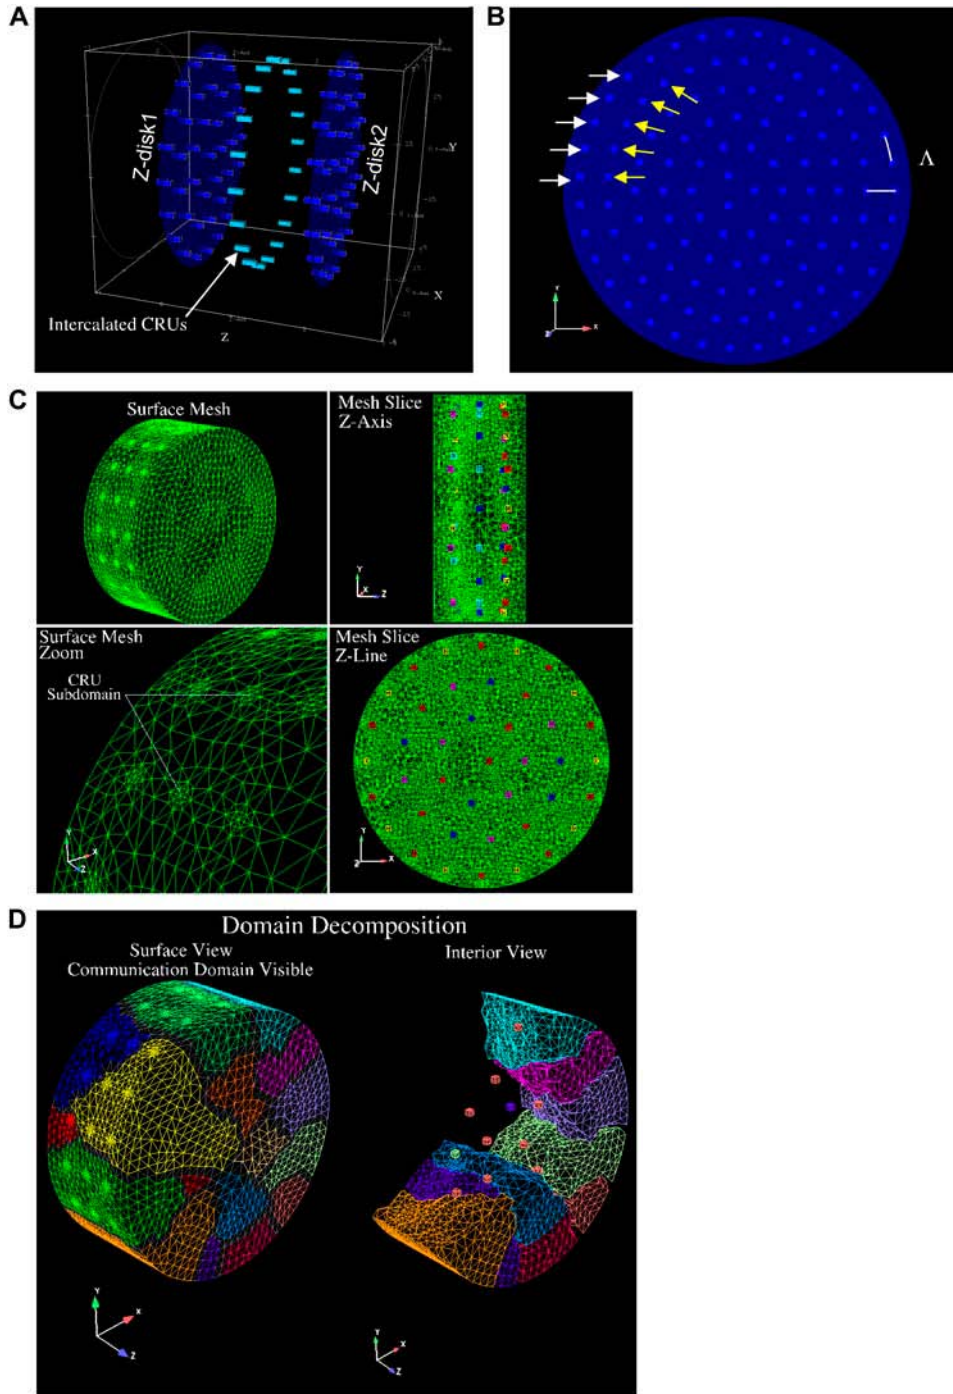 A
Z-disk1
Z-disk2
Y
X
Z
Intercalated CRUs
B
Λ
Y
Z
X
C
Surface Mesh
Mesh Slice
Z-Axis
Y
X
Z
Surface Mesh
Zoom
CRU
Subdomain
Y
X
Z
Mesh Slice
Z-Line
Y
Z
X
D
Domain Decomposition
Surface View
Communication Domain Visible
Interior View
Y
X
Z
Y
X
Z